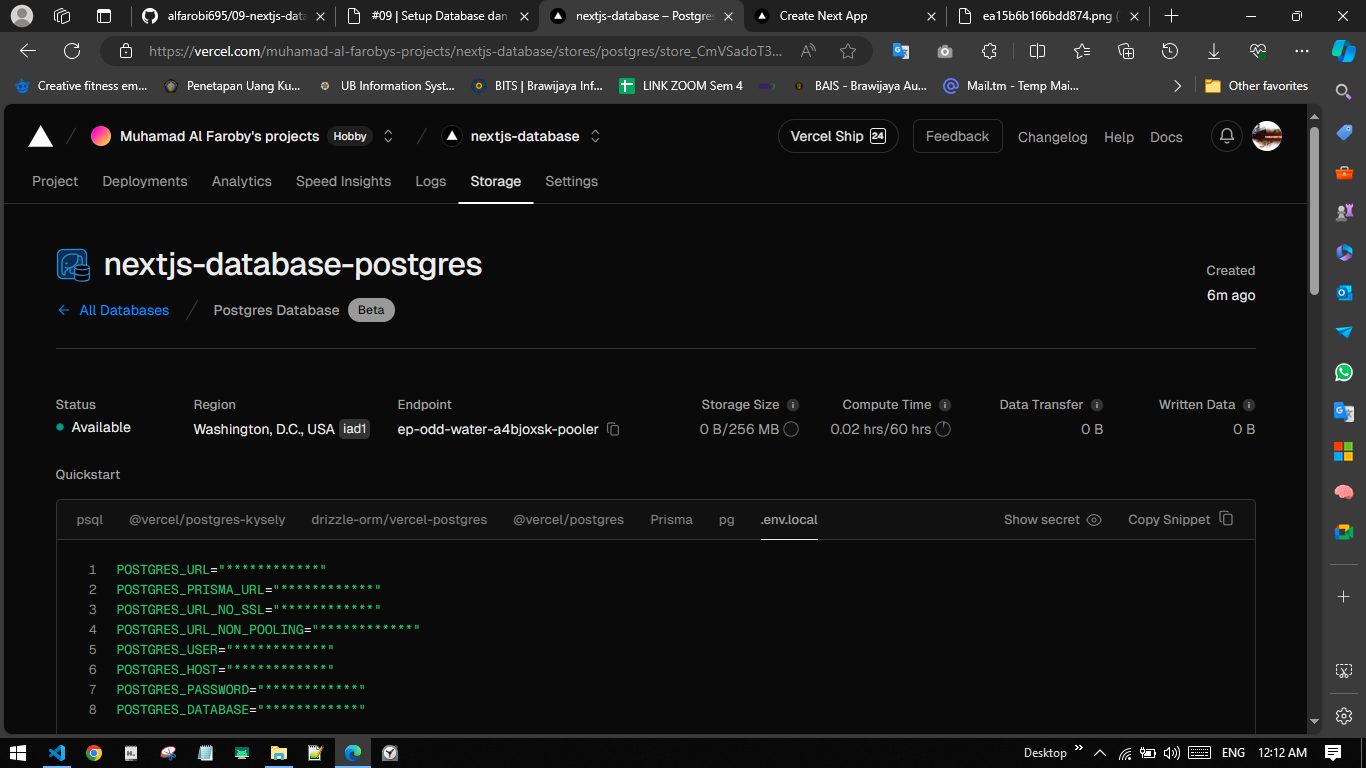 alfarobi695/09-nextjs-data
#09 | Setup Database dan
nextjs-database – Postgres
Create Next App
ea15b6b166bdd874.png (
https://vercel.com/muhamad-al-farobys-projects/nextjs-database/stores/postgres/store_CmVSadoT3...
Creative fitness em...
Penetapan Uang Ku...
UB Information Syst...
BITS | Brawijaya Inf...
LINK ZOOM Sem 4
BAIS - Brawijaya Au...
Mail.tm - Temp Mai...
Other favorites
Muhamad Al Faroby's projects Hobby
nextjs-database
Vercel Ship 24
Feedback
Changelog
Help
Docs
Project
Deployments
Analytics
Speed Insights
Logs
Storage
Settings
nextjs-database-postgres
Created
6m ago
← All Databases / Postgres Database Beta
Status
Available
Region
Washington, D.C., USA iad1
Endpoint
ep-odd-water-a4bjoxsk-pooler
Storage Size
0 B/256 MB
Compute Time
0.02 hrs/60 hrs
Data Transfer
0 B
Written Data
0 B
Quickstart
psql
@vercel/postgres-kysely
drizzle-orm/vercel-postgres
@vercel/postgres
Prisma
pg
.env.local
Show secret
Copy Snippet
1 POSTGRES_URL="************"
2 POSTGRES_PRISMA_URL="************"
3 POSTGRES_URL_NO_SSL="************"
4 POSTGRES_URL_NON_POOLING="************"
5 POSTGRES_USER="************"
6 POSTGRES_HOST="************"
7 POSTGRES_PASSWORD="************"
8 POSTGRES_DATABASE="************"
Desktop
ENG
12:12 AM